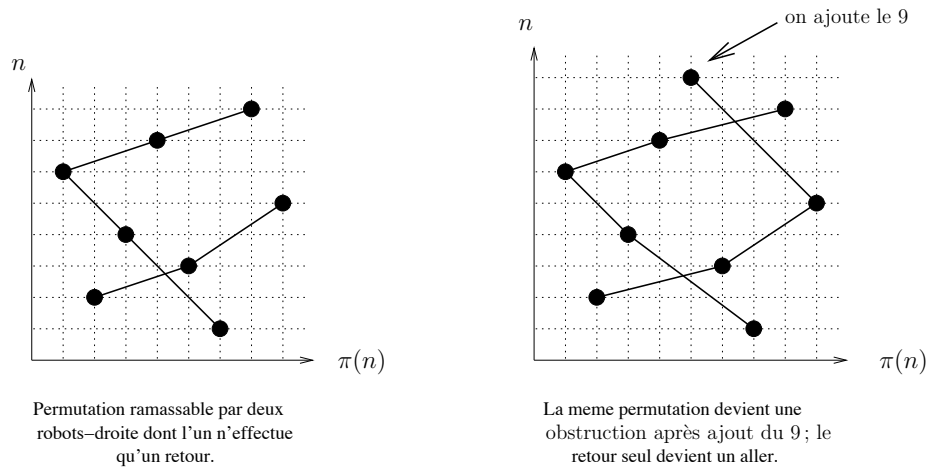 n
π(n)
Permutation ramassable par deux
robots–droite dont l'un n'effectue
qu'un retour.
on ajoute le 9
n
π(n)
La meme permutation devient une
obstruction après ajout du 9 ; le
retour seul devient un aller.